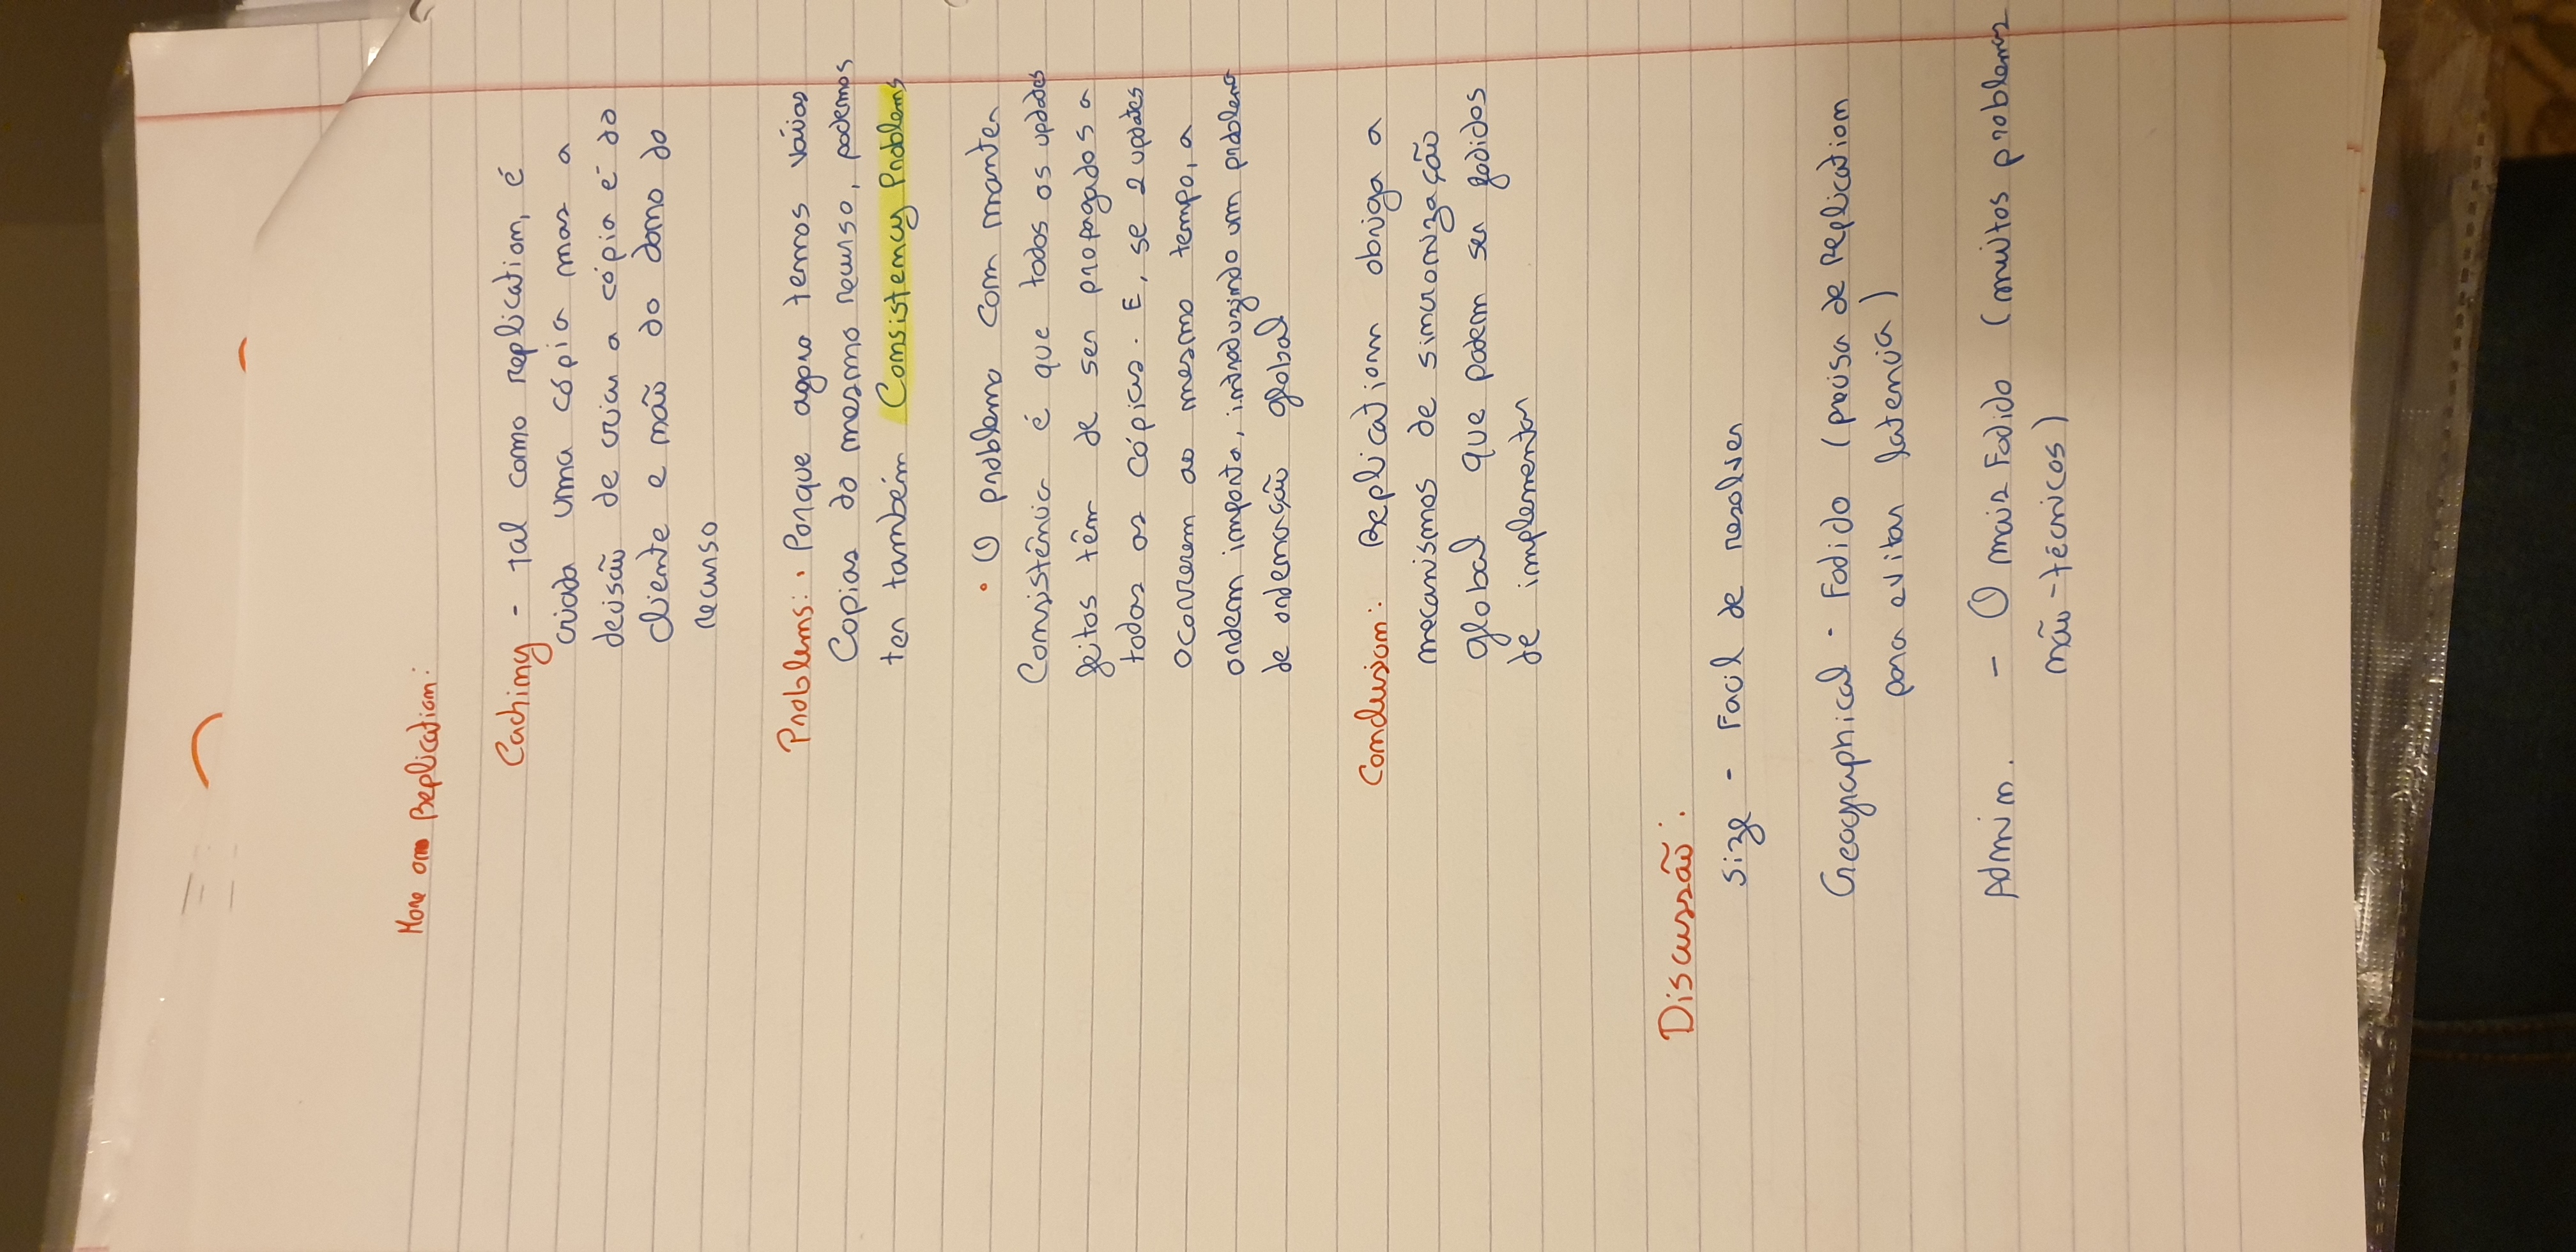 More on Replication:
Caching - Tal como replication, é
criada uma cópia mas a
decisão de criar a cópia é do
cliente e não do dono do
recurso
Problems: • Porque agora temos várias
Copias do mesmo recurso, podemos
ter também Consistency Problems
• O problema com manter
Consistência é que todos os updates
feitos têm de ser propagados a
todas as cópias. E, se 2 updates
ocorrerem ao mesmo tempo, a
ordem importa, introduzindo um problema
de ordenação global
Conclusion: Replication obriga a
mecanismos de sincronização
global que podem ser fodidos
de implementar
Discussão:
Size - Facil de resolver
Geographical - Fodido (precisa de Replication
para evitar latencia)
Admin. - O mais Fodido (muitos problemas
não-técnicos)